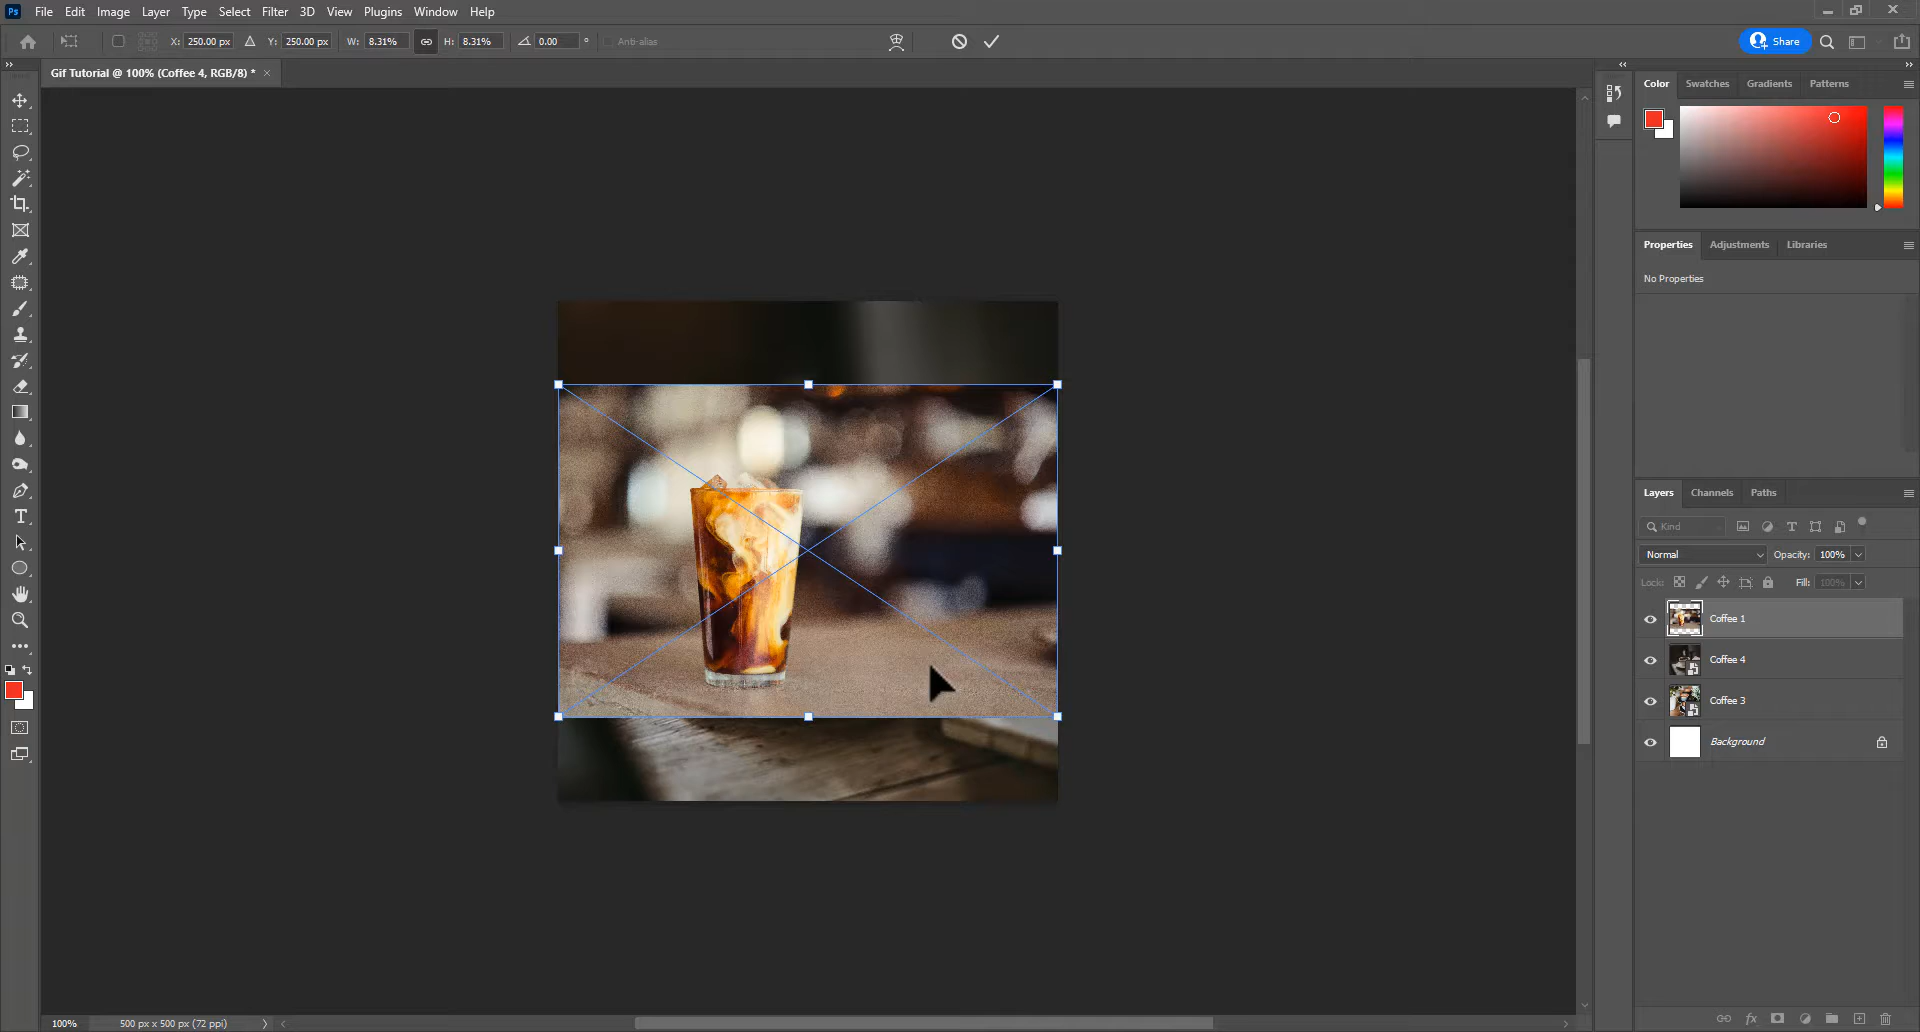 Ps File Edit Image Layer Type Select Filter 3D View Plugins Window Help
X: 250.00 px Y: 250.00 px W: 8.31% H: 8.31% 0.00 ° Anti-alias Share
Gif Tutorial @ 100% (Coffee 4, RGB/8) * ×
Color Swatches Gradients Patterns
Properties Adjustments Libraries
No Properties
Layers Channels Paths
Kind
Normal Opacity: 100%
Lock: Fill: 100%
Coffee 1
Coffee 4
Coffee 3
Background
100% 500 px x 500 px (72 ppi)